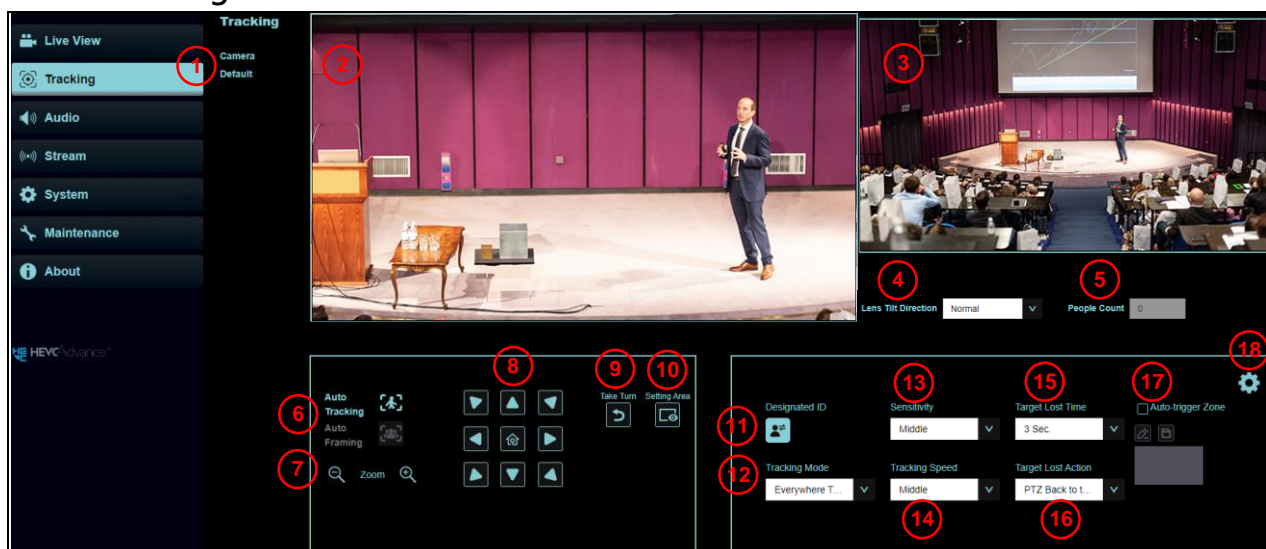 Tracking
Live View
Camera
Default
Tracking
Audio
Stream
System
Maintenance
About
HEVCAdvance™
1
2
3
4
5
Lens Tilt Direction Normal People Count 0
8
9
10
18
Auto Tracking
Take Turn Setting Area
6
Auto Framing
7
Zoom
13
15
17
Designated ID Sensitivity Target Lost Time Auto-trigger Zone
11
Middle 3 Sec.
12
Tracking Mode Tracking Speed Target Lost Action
Everywhere T... Middle PTZ Back to t...
14
16